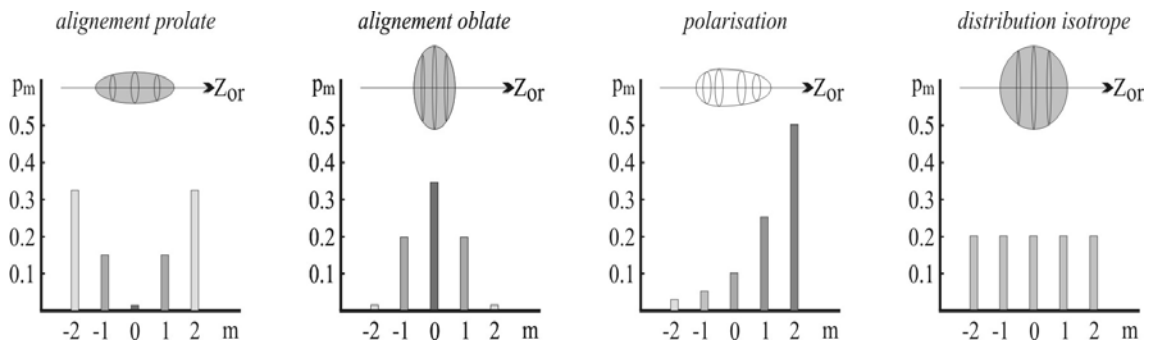 alignement prolate
alignement oblate
polarisation
distribution isotrope
pm Zor
0.5
0.4
0.3
0.2
0.1
-2 -1 0 1 2 m
pm Zor
0.5
0.4
0.3
0.2
0.1
-2 -1 0 1 2 m
pm Zor
0.5
0.4
0.3
0.2
0.1
-2 -1 0 1 2 m
pm Zor
0.5
0.4
0.3
0.2
0.1
-2 -1 0 1 2 m